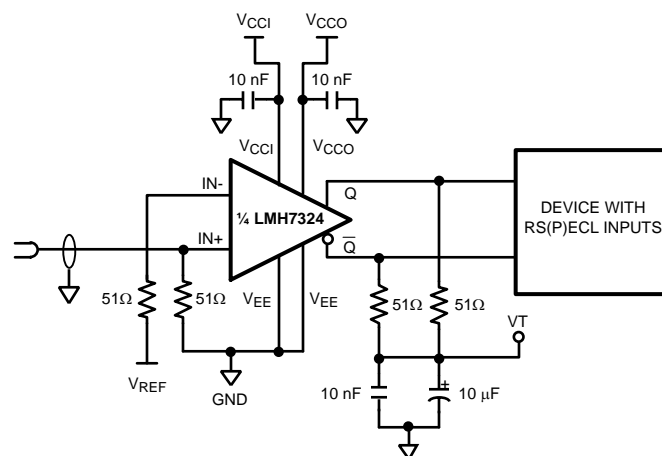 VCCI VCCO
10 nF 10 nF
VCCI VCCO
IN-
Q
¼ LMH7324
DEVICE WITH
RS(P)ECL INPUTS
IN+
Q̅
51Ω 51Ω VEE VEE 51Ω 51Ω
VT
VREF
GND
10 nF + 10 μF